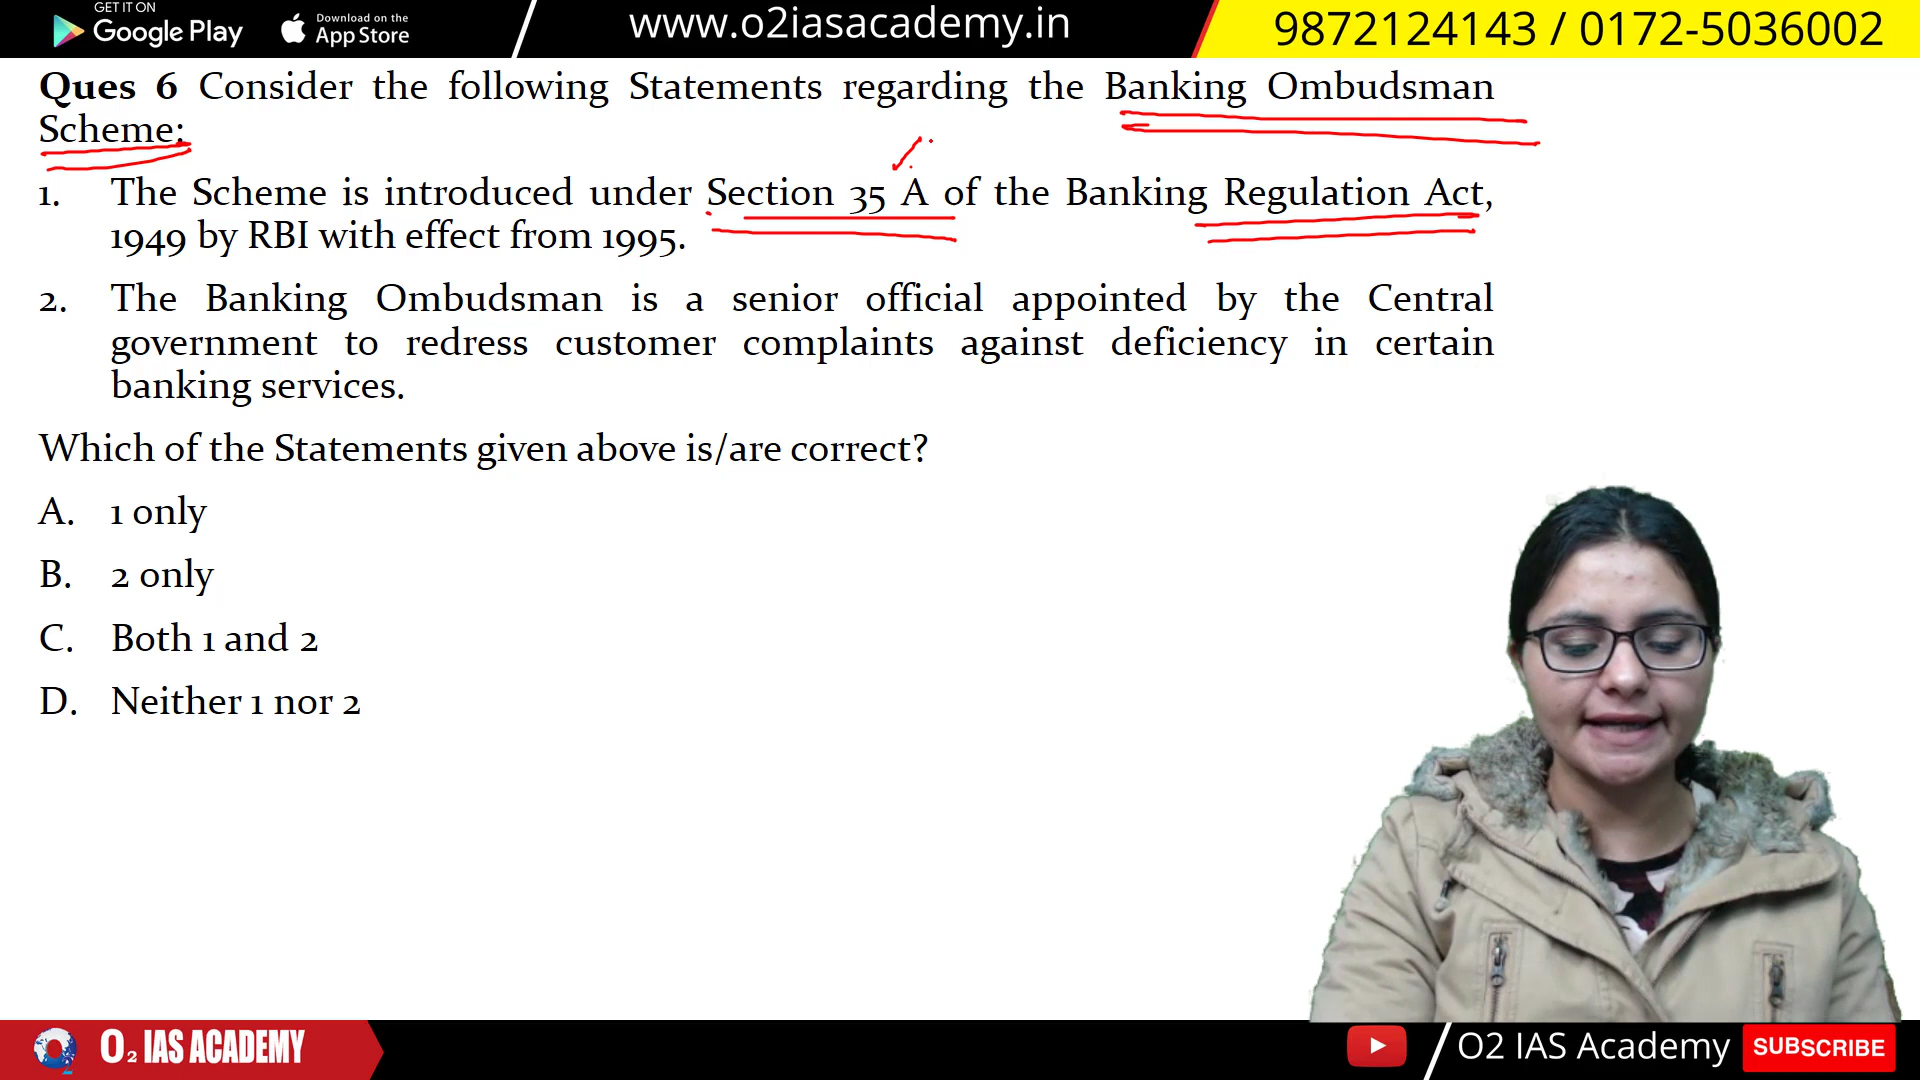 GET IT ON
Google Play
Download on the
App Store
www.o2iasacademy.in
9872124143 / 0172-5036002
Ques 6 Consider the following Statements regarding the Banking Ombudsman
Scheme:
1. The Scheme is introduced under Section 35 A of the Banking Regulation Act,
1949 by RBI with effect from 1995.
2. The Banking Ombudsman is a senior official appointed by the Central
government to redress customer complaints against deficiency in certain
banking services.
Which of the Statements given above is/are correct?
A. 1 only
B. 2 only
C. Both 1 and 2
D. Neither 1 nor 2
O2 IAS ACADEMY
O2 IAS Academy
SUBSCRIBE